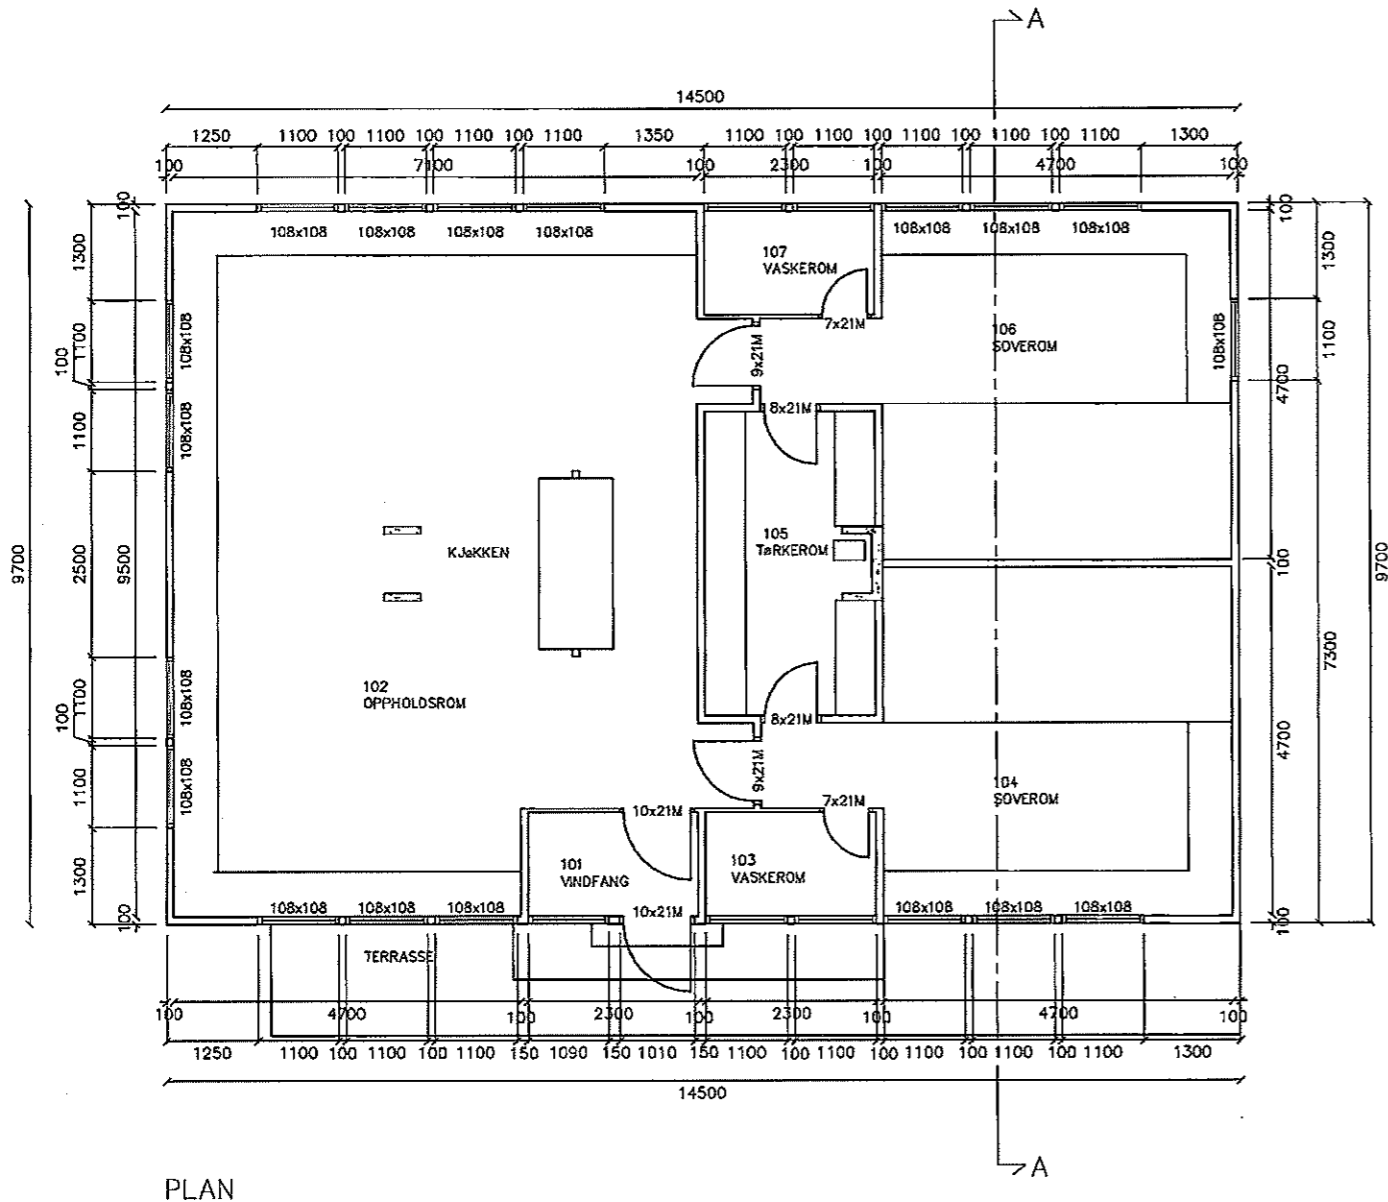 A
14500
1250 1100 100 1100 100 1100 100 1100 1350 1100 100 1100 100 1100 100 1100 100 1100 1300
100 7100 100 2300 100 4700 100
108x108 108x108 108x108 108x108 108x108 108x108 108x108
107
VASKEROM
7x21M
9x21M
106
SOVEROM
108x108
8x21M
105
TøRKEROM
KJøKKEN
102
OPPHOLDSROM
8x21M
9x21M
104
SOVEROM
7x21M
10x21M
101
VINDFANG
103
VASKEROM
10x21M
108x108 108x108 108x108 108x108 108x108 108x108
TERRASSE
108x108
108x108
108x108
108x108
9700
1300
1100
100
1100
2500
1100
100
1100
1300
100
9500
100
100
4700
100
4700
100
1300
1100
7300
9700
100 4700 100 2300 100 2300 100 4700 100
1250 1100 100 1100 100 1100 150 1090 150 1010 150 1100 100 1100 100 1100 100 1100 100 1100 1300
14500
A
PLAN